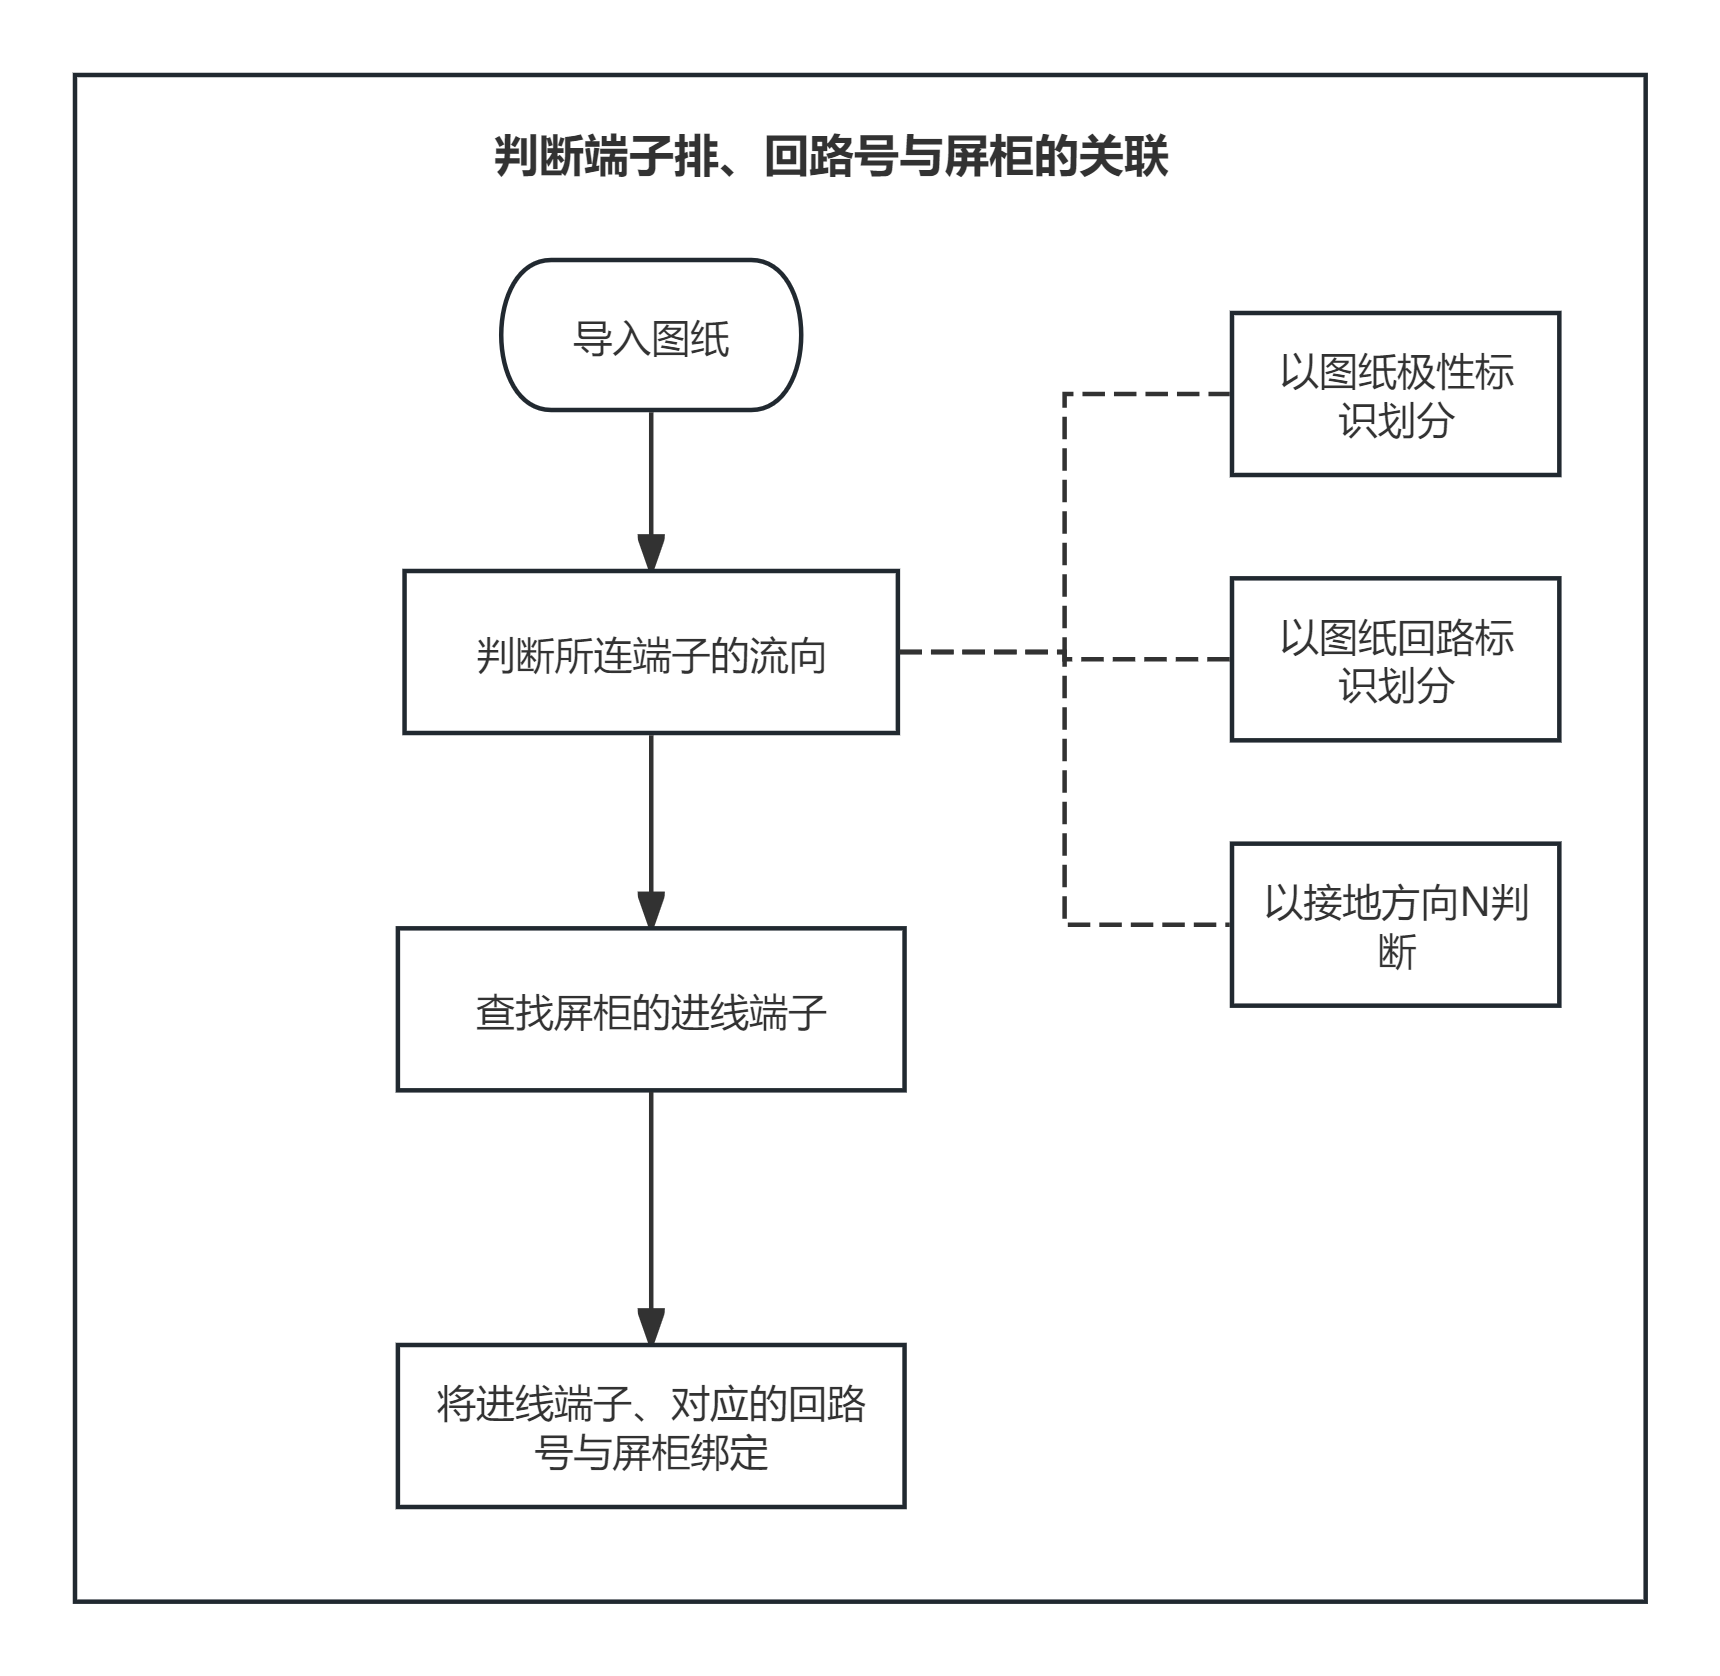 判断端子排、回路号与屏柜的关联
导入图纸
判断所连端子的流向
查找屏柜的进线端子
将进线端子、对应的回路
号与屏柜绑定
以图纸极性标
识划分
以图纸回路标
识划分
以接地方向N判
断